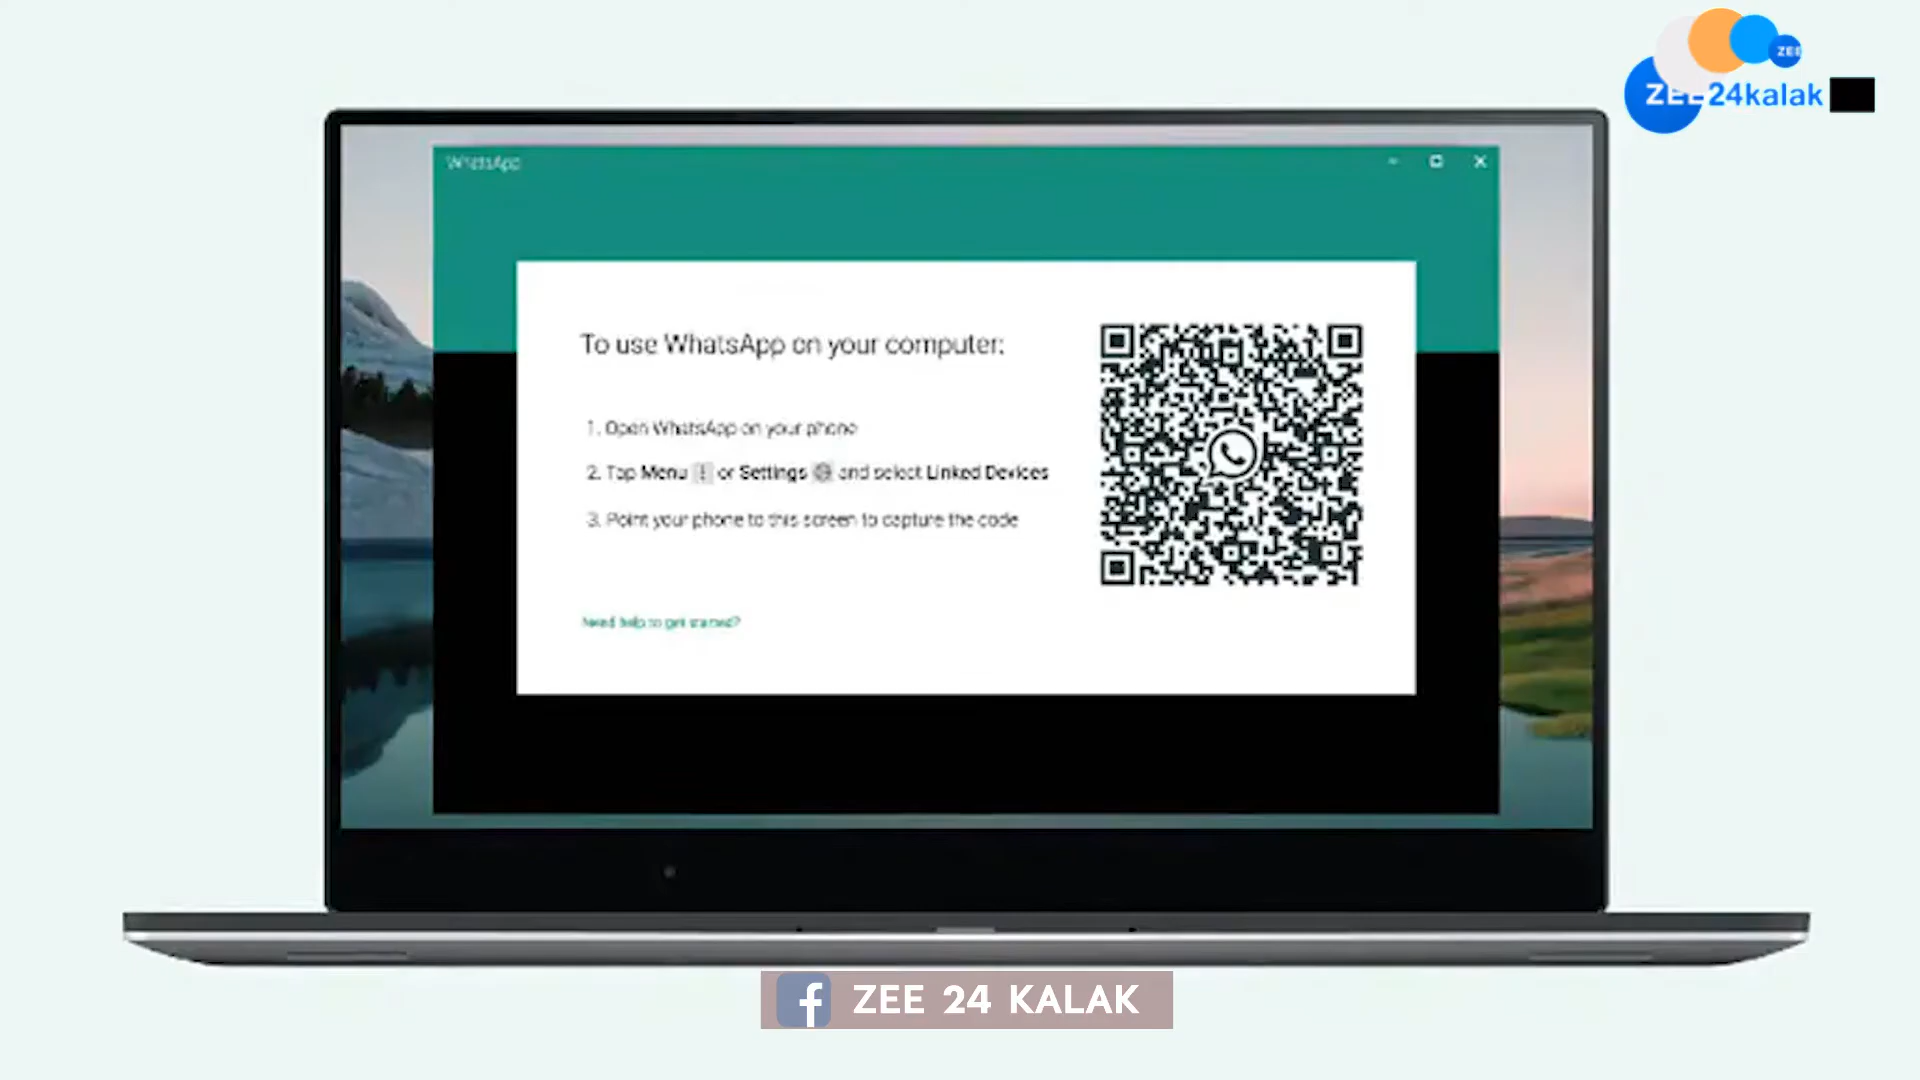 ZEE
ZEE 24kalak
WhatsApp
To use WhatsApp on your computer:
1. Open WhatsApp on your phone
2. Tap Menu or Settings and select Linked Devices
3. Point your phone to this screen to capture the code
Need help to get started?
ZEE 24 KALAK